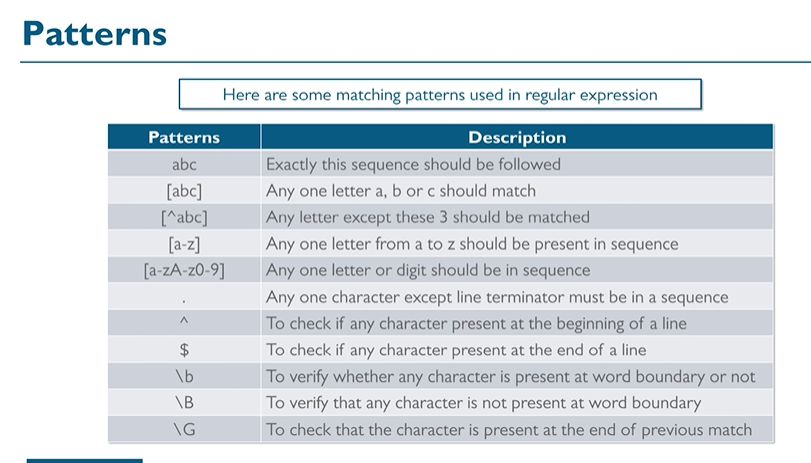 Patterns
Here are some matching patterns used in regular expression
Patterns Description
abc Exactly this sequence should be followed
[abc] Any one letter a, b or c should match
[^abc] Any letter except these 3 should be matched
[a-z] Any one letter from a to z should be present in sequence
[a-zA-z0-9] Any one letter or digit should be in sequence
. Any one character except line terminator must be in a sequence
^ To check if any character present at the beginning of a line
$ To check if any character present at the end of a line
\b To verify whether any character is present at word boundary or not
\B To verify that any character is not present at word boundary
\G To check that the character is present at the end of previous match